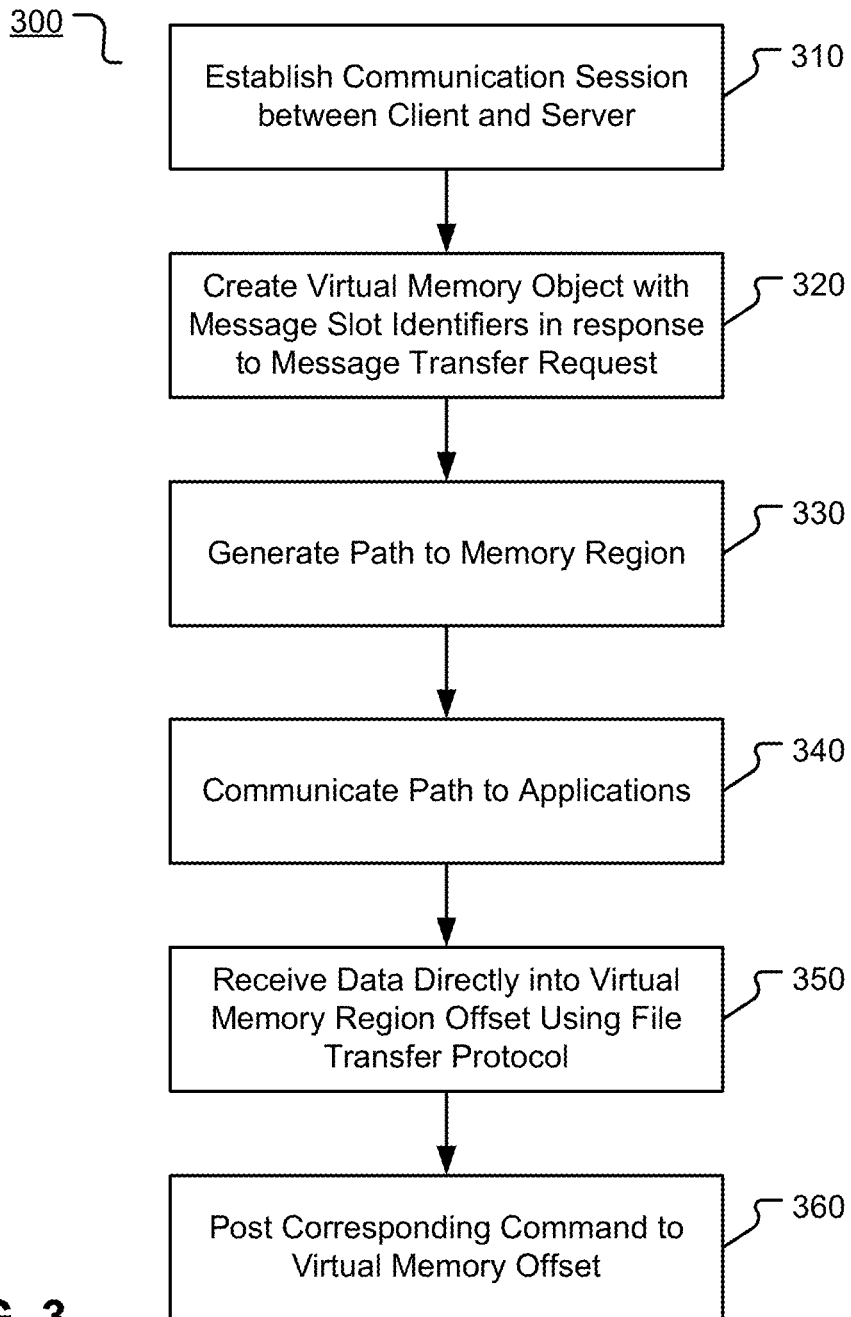 300
Establish Communication Session
between Client and Server
310
Create Virtual Memory Object with
Message Slot Identifiers in response
to Message Transfer Request
320
Generate Path to Memory Region
330
Communicate Path to Applications
340
Receive Data Directly into Virtual
Memory Region Offset Using File
Transfer Protocol
350
Post Corresponding Command to
Virtual Memory Offset
360